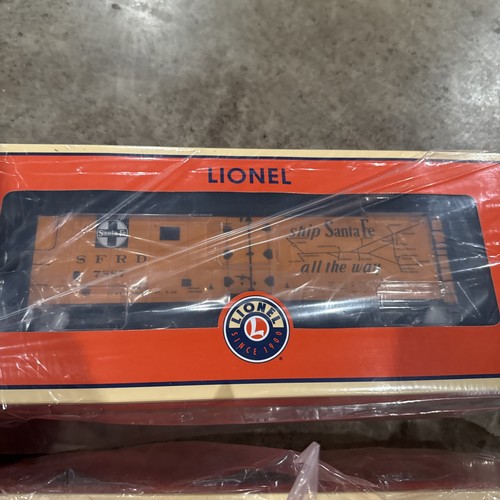 LIONEL
Santa Fe
SFRD
ship Santa Fe
all the way
LIONEL
L
SINCE 1900